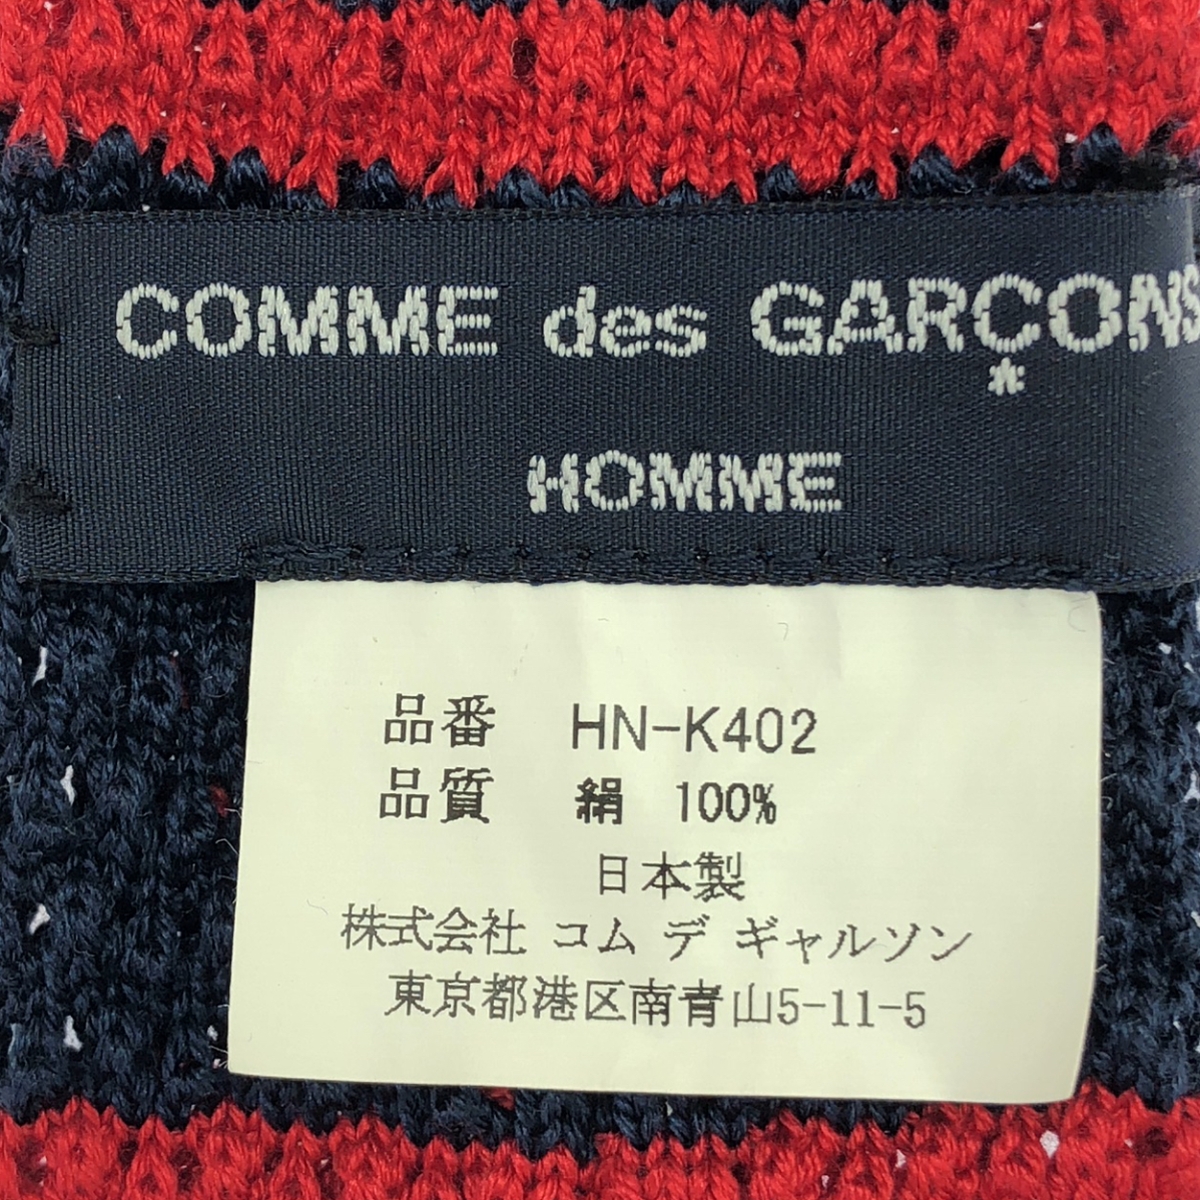 COMME des GARÇONS
HOMME
品番 HN-K402
品質 絹 100%
日本製
株式会社 コム デ ギャルソン
東京都港区南青山5-11-5